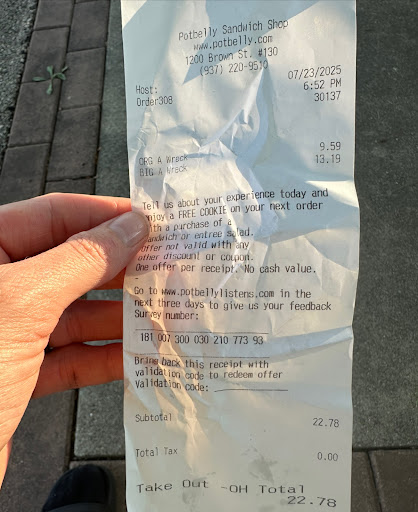 Potbelly Sandwich Shop
www.potbelly.com
1200 Brown St. #130
(937) 220-9510
Host: 07/23/2025
Order308 6:52 PM
30137
ORG A Wreck 9.59
BIG A Wreck 13.19
Tell us about your experience today and
enjoy a FREE COOKIE on your next order
with a purchase of a
sandwich or entree salad.
Offer not valid with any
other discount or coupon.
One offer per receipt. No cash value.
-
Go to www.potbellylistens.com in the
next three days to give us your feedback
Survey number:
181 007 300 030 210 773 93
Bring back this receipt with
validation code to redeem offer
Validation code: ___________
Subtotal 22.78
Total Tax 0.00
Take Out -OH Total
22.78